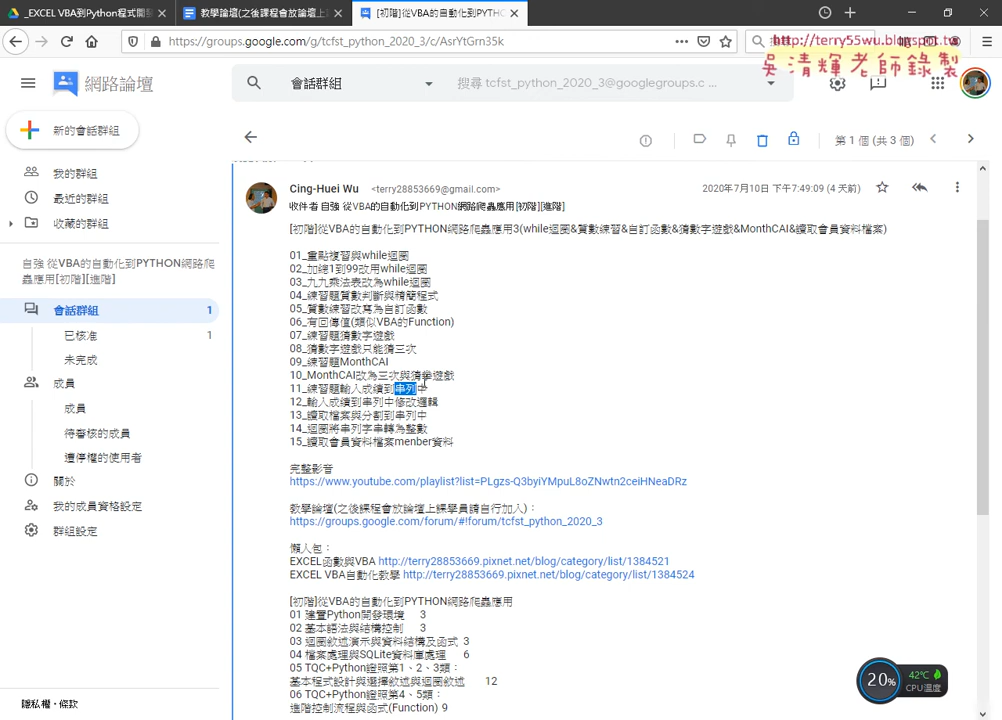 _EXCEL VBA到Python程式開發
教學論壇(之後課程會放論壇上
[初階]從VBA的自動化到PYTHO
https://groups.google.com/g/tcfst_python_2020_3/c/AsrYtGrn35k
http://terry55wu.blogspot.tw
吳清輝老師錄製
網路論壇
會話群組
搜尋 tcfst_python_2020_3@googlegroups.c ...
新的會話群組
第 1 個 (共 3 個)
我的群組
最近的群組
收藏的群組
自強 從VBA的自動化到PYTHON網路爬
蟲應用[初階][進階]
會話群組 1
已核准 1
未完成
成員
成員
待審核的成員
遭停權的使用者
關於
我的成員資格設定
群組設定
隱私權 · 條款
Cing-Huei Wu <terry28853669@gmail.com>
2020年7月10日 下午7:49:09 (4 天前)
收件者 自強 從VBA的自動化到PYTHON網路爬蟲應用[初階][進階]
[初階]從VBA的自動化到PYTHON網路爬蟲應用3(while迴圈&質數練習&自訂函數&猜數字遊戲&MonthCAI&讀取會員資料檔案)
01_重點複習與while迴圈
02_加總1到99改用while迴圈
03_九九乘法表改為while迴圈
04_練習題質數判斷與精簡程式
05_質數練習改寫為自訂函數
06_有回傳值(類似VBA的Function)
07_練習題猜數字遊戲
08_猜數字遊戲只能猜三次
09_練習題MonthCAI
10_MonthCAI改為三次與猜拳遊戲
11_練習題輸入成績到串列中
12_輸入成績到串列中修改邏輯
13_讀取檔案與分割到串列中
14_迴圈將串列字串轉為整數
15_讀取會員資料檔案menber資料
完整影音
https://www.youtube.com/playlist?list=PLgzs-Q3byiYMpuL8oZNwtn2ceiHNeaDRz
教學論壇(之後課程會放論壇上課學員請自行加入)：
https://groups.google.com/forum/#!forum/tcfst_python_2020_3
懶人包：
EXCEL函數與VBA http://terry28853669.pixnet.net/blog/category/list/1384521
EXCEL VBA自動化教學 http://terry28853669.pixnet.net/blog/category/list/1384524
[初階]從VBA的自動化到PYTHON網路爬蟲應用
01 建置Python開發環境 3
02 基本語法與結構控制 3
03 迴圈敘述演示與資料結構及函式 3
04 檔案處理與SQLite資料庫處理 6
05 TQC+Python證照第1、2、3類：
基本程式設計與選擇敘述與迴圈敘述 12
06 TQC+Python證照第4、5類：
進階控制流程與函式(Function) 9
20%
42℃
CPU溫度